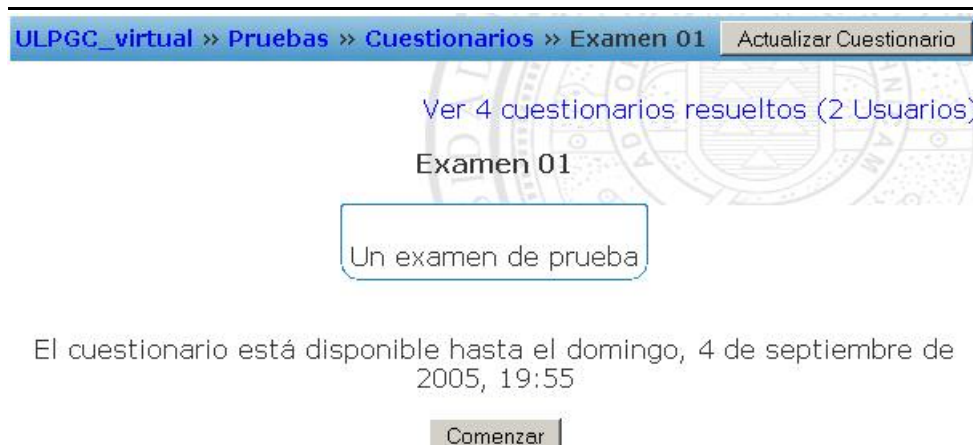 ULPGC_virtual » Pruebas » Cuestionarios » Examen 01 Actualizar Cuestionario
Ver 4 cuestionarios resueltos (2 Usuarios)
Examen 01
Un examen de prueba
El cuestionario está disponible hasta el domingo, 4 de septiembre de
2005, 19:55
Comenzar